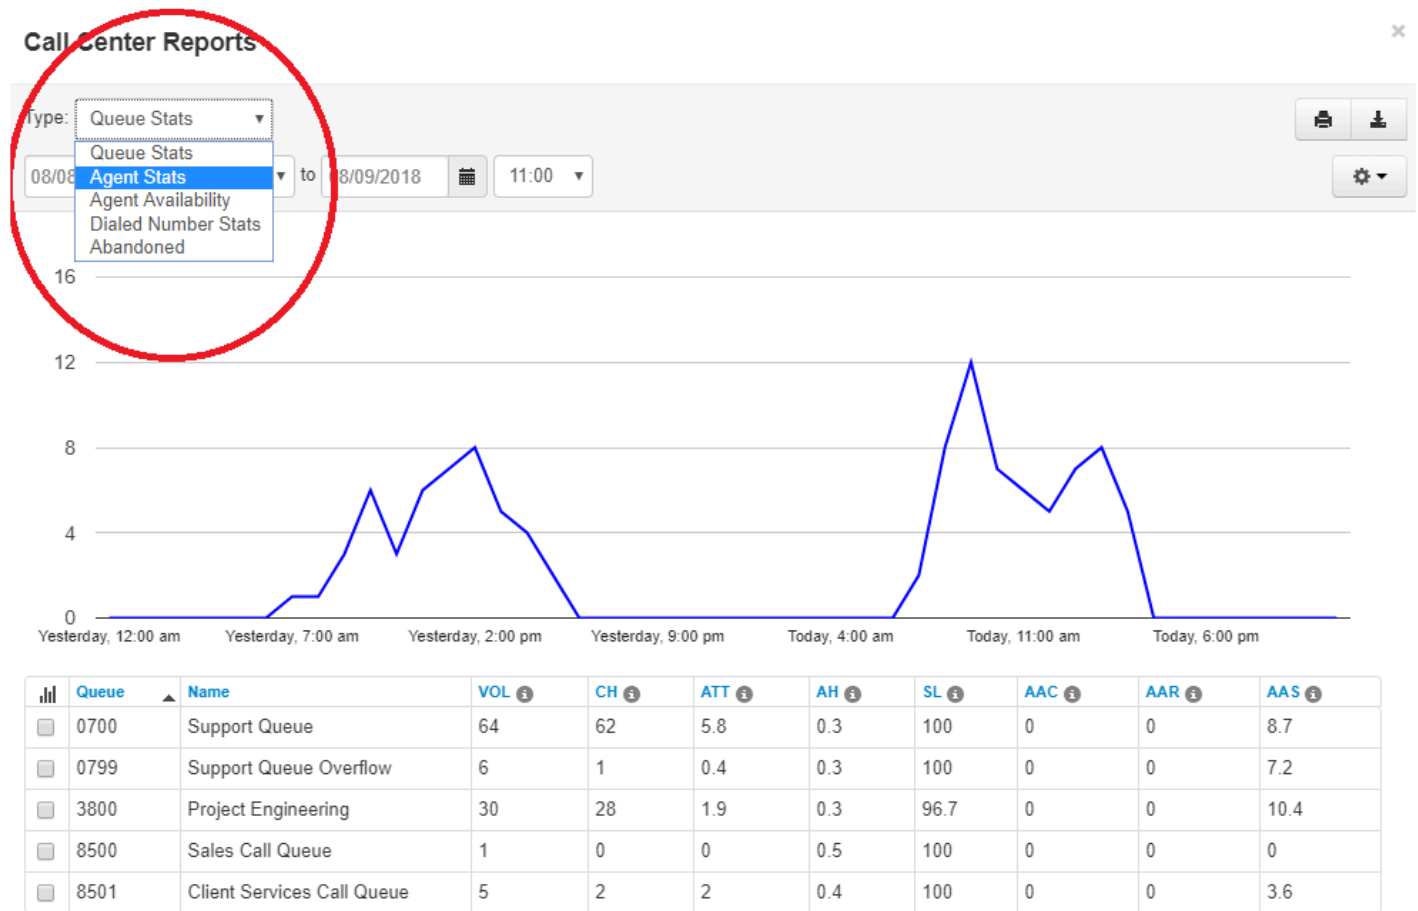 Call Center Reports
×
Type: Queue Stats
Queue Stats
Agent Stats
Agent Availability
Dialed Number Stats
Abandoned
08/08 to 08/09/2018 11:00
16
12
8
4
0
Yesterday, 12:00 am Yesterday, 7:00 am Yesterday, 2:00 pm Yesterday, 9:00 pm Today, 4:00 am Today, 11:00 am Today, 6:00 pm
Queue Name VOL CH ATT AH SL AAC AAR AAS
0700 Support Queue 64 62 5.8 0.3 100 0 0 8.7
0799 Support Queue Overflow 6 1 0.4 0.3 100 0 0 7.2
3800 Project Engineering 30 28 1.9 0.3 96.7 0 0 10.4
8500 Sales Call Queue 1 0 0 0.5 100 0 0 0
8501 Client Services Call Queue 5 2 2 0.4 100 0 0 3.6